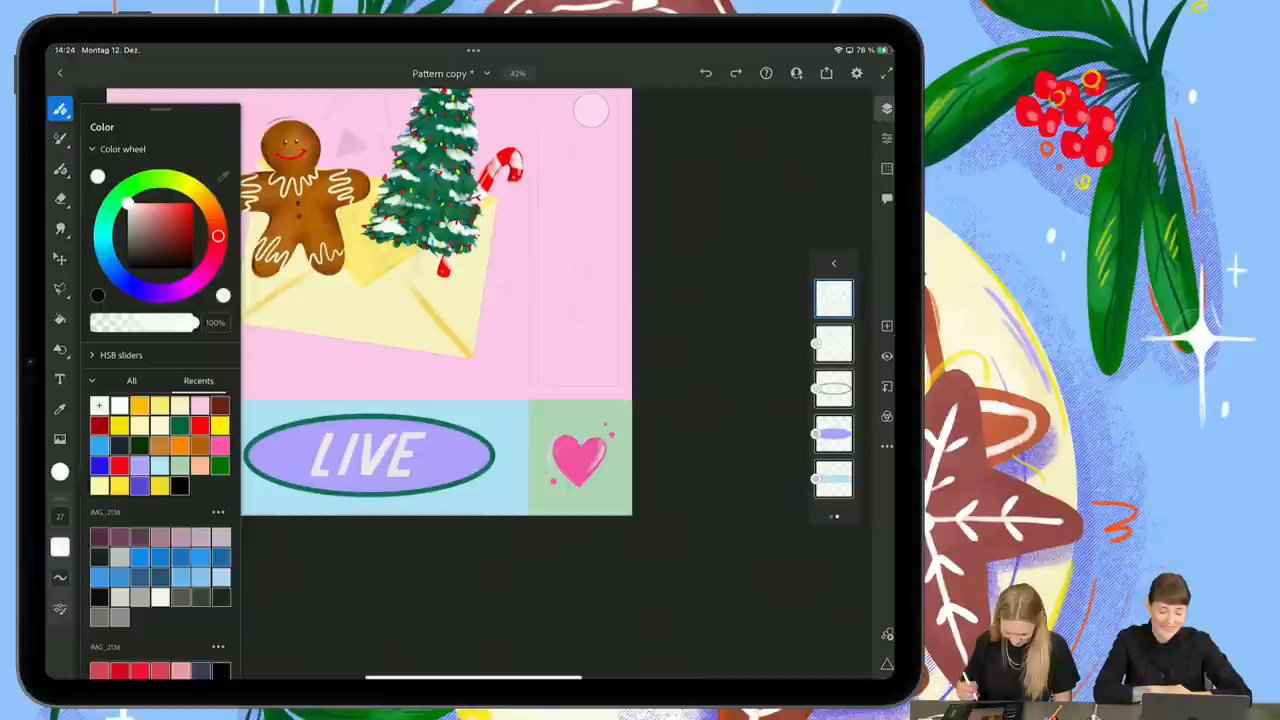 14:24 Montag 12. Dez.
78 %
Pattern copy *
42%
Color
Color wheel
100%
HSB sliders
All
Recents
LIVE
27
IMG_2138
IMG_2136
T